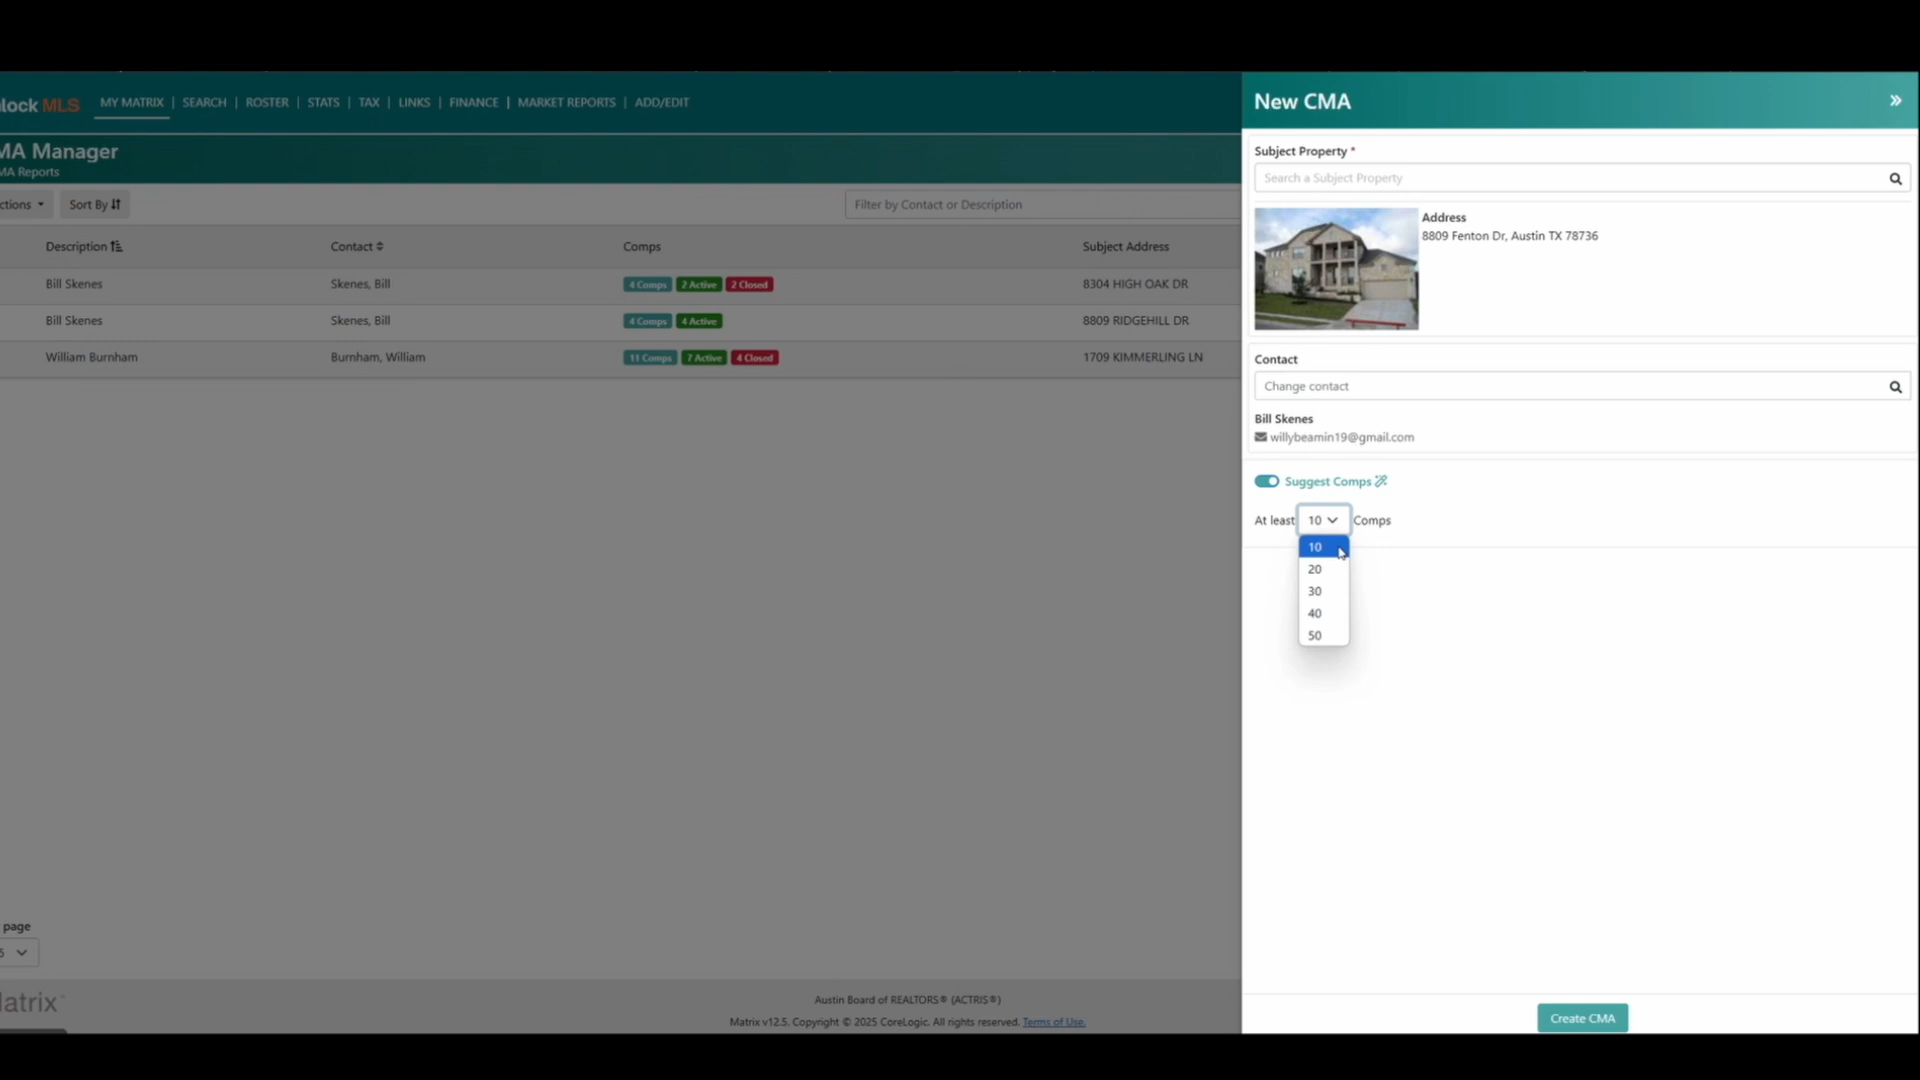 lock MLS MY MATRIX | SEARCH | ROSTER | STATS | TAX | LINKS | FINANCE | MARKET REPORTS | ADD/EDIT
MA Manager
MA Reports
ctions Sort By Filter by Contact or Description
Description Contact Comps Subject Address
Bill Skenes Skenes, Bill 4 Comps 2 Active 2 Closed 8304 HIGH OAK DR
Bill Skenes Skenes, Bill 4 Comps 4 Active 8809 RIDGEHILL DR
William Burnham Burnham, William 11 Comps 7 Active 4 Closed 1709 KIMMERLING LN
page
5
Matrix
Austin Board of REALTORS® (ACTRIS®)
Matrix v12.5. Copyright © 2025 CoreLogic. All rights reserved. Terms of Use.
New CMA
Subject Property *
Search a Subject Property
Address
8809 Fenton Dr, Austin TX 78736
Contact
Change contact
Bill Skenes
willybeamin19@gmail.com
Suggest Comps
At least 10 Comps
10
20
30
40
50
Create CMA